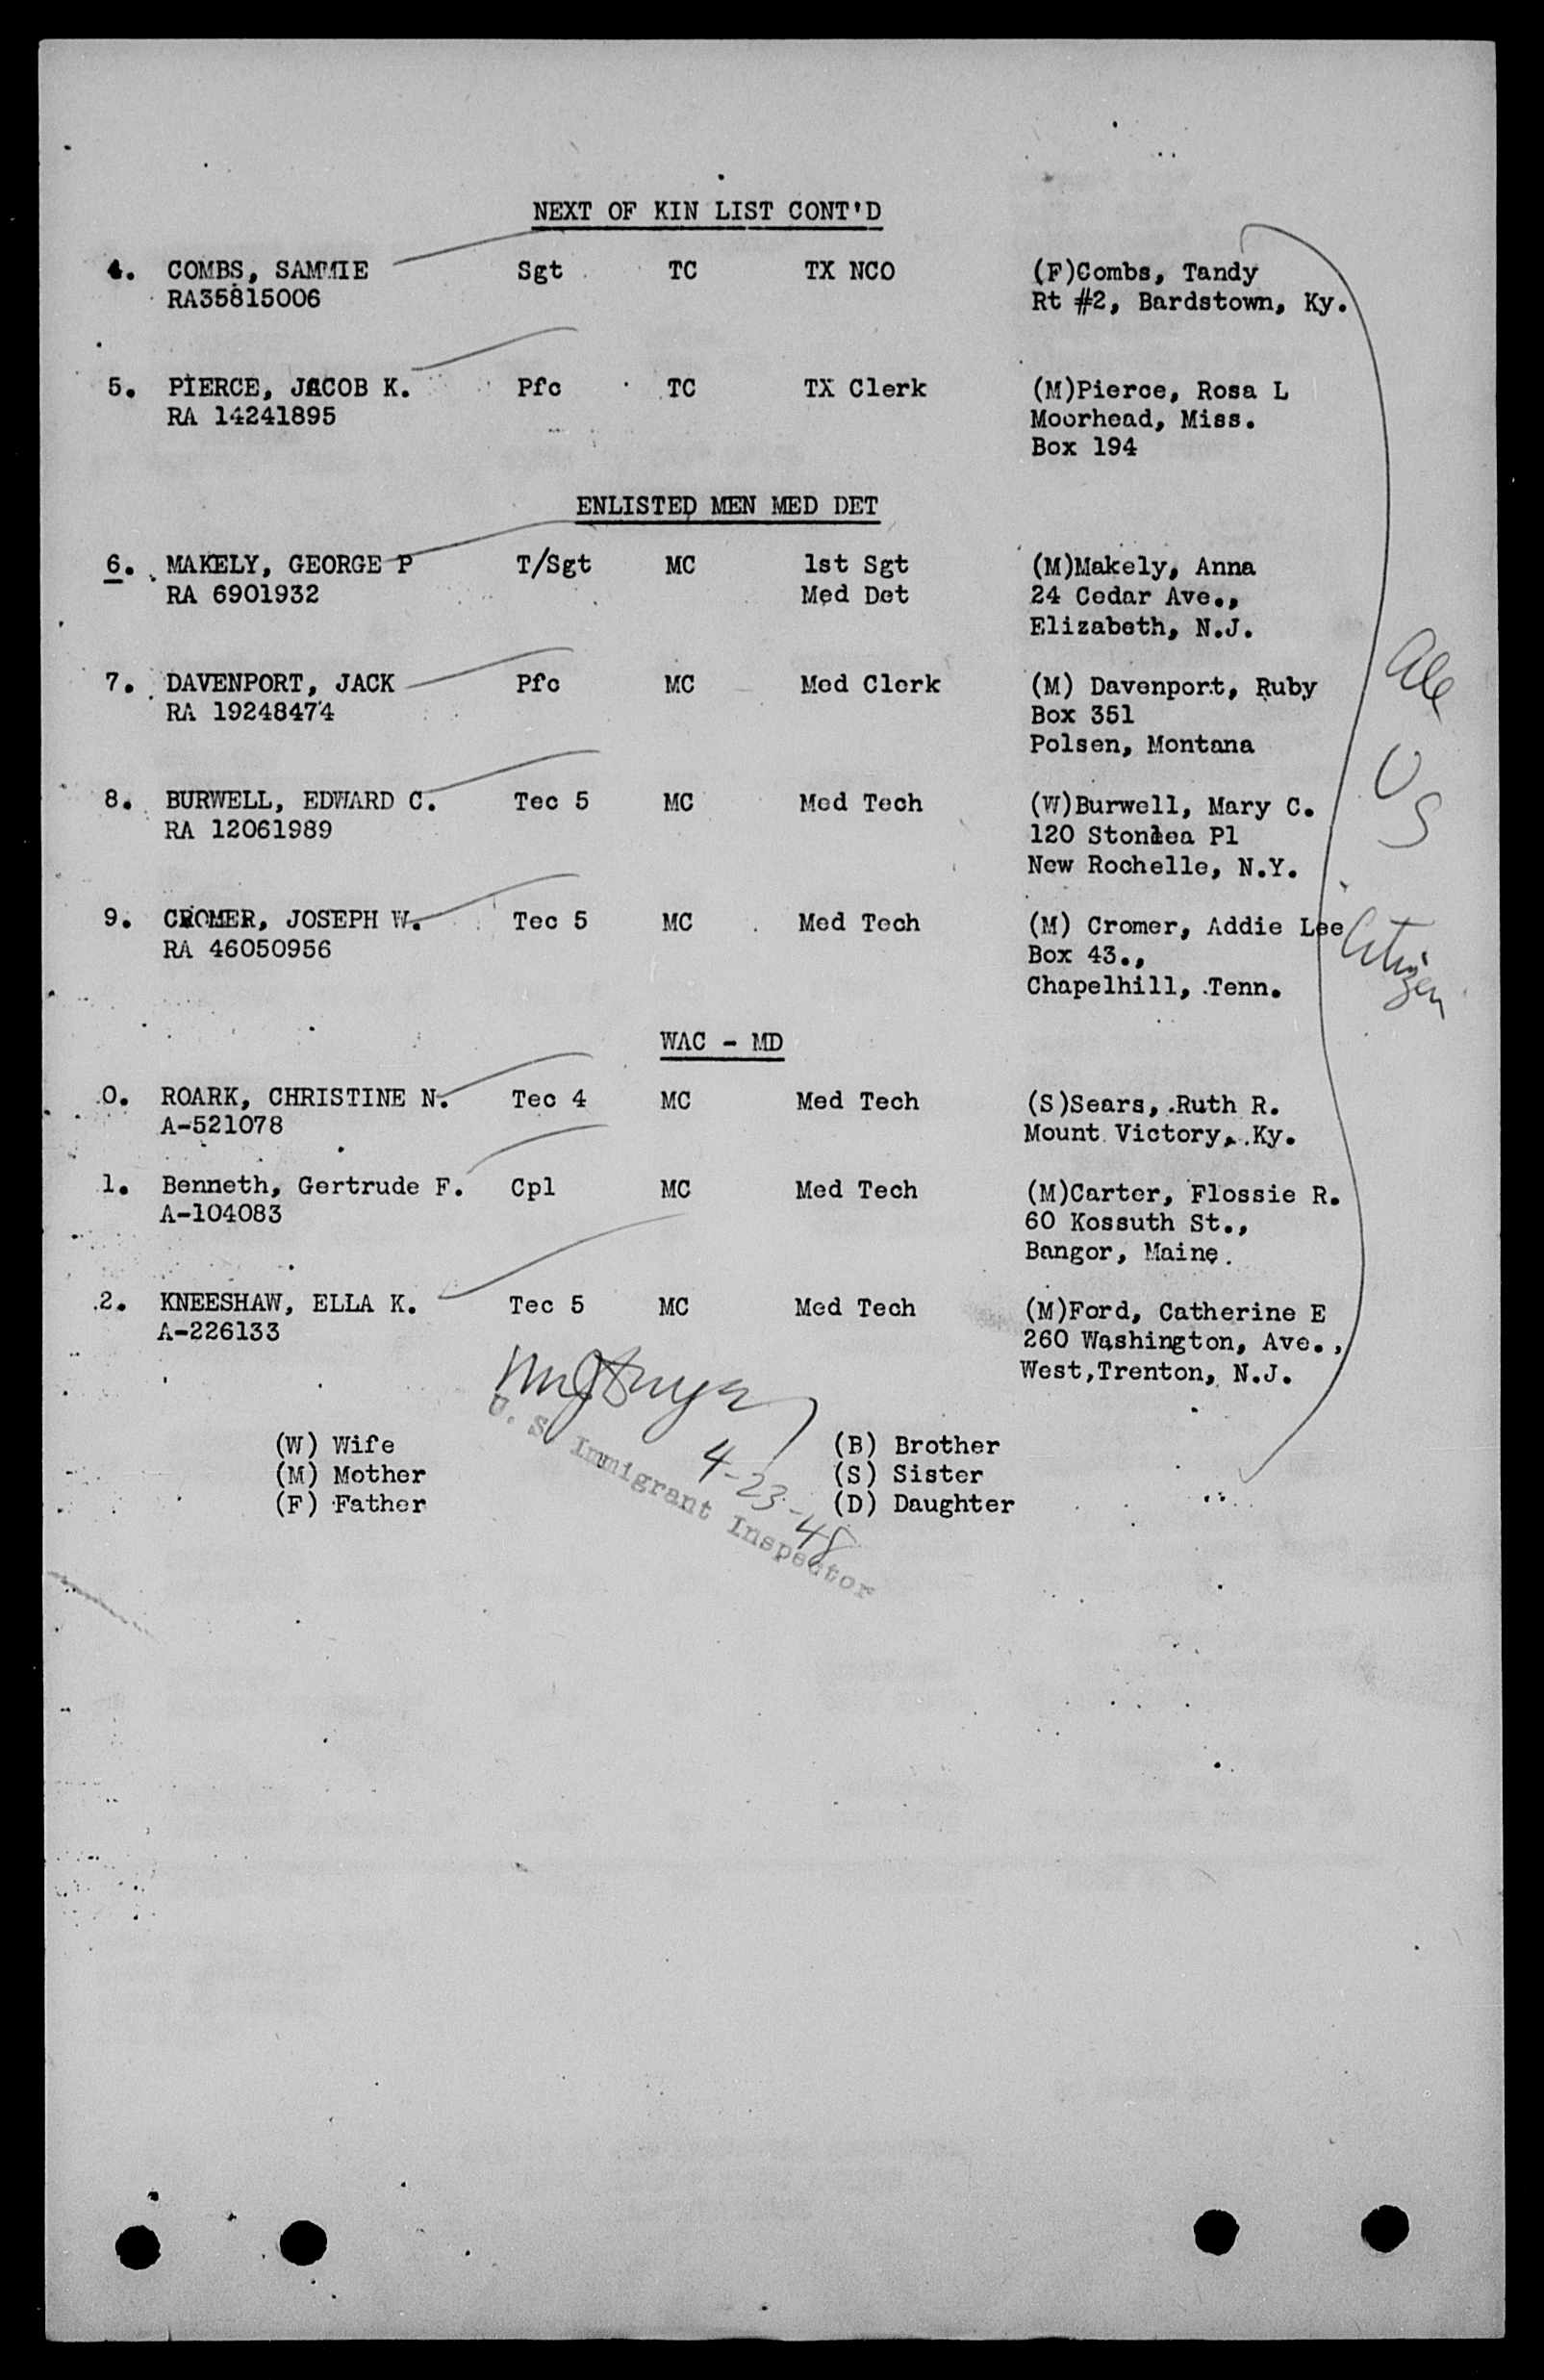 NEXT OF KIN LIST CONT'D
4. COMBS, SAMMIE Sgt TC TX NCO (F)Combs, Tandy
RA35815006 Rt #2, Bardstown, Ky.
5. PIERCE, JACOB K. Pfc TC TX Clerk (M)Pierce, Rosa L
RA 14241895 Moorhead, Miss.
Box 194
ENLISTED MEN MED DET
6. MAKELY, GEORGE P T/Sgt MC 1st Sgt (M)Makely, Anna
RA 6901932 Med Det 24 Cedar Ave.,
Elizabeth, N.J.
7. DAVENPORT, JACK Pfc MC Med Clerk (M) Davenport, Ruby
RA 19248474 Box 351
Polsen, Montana
8. BURWELL, EDWARD C. Tec 5 MC Med Tech (W)Burwell, Mary C.
RA 12061989 120 Stonlea Pl
New Rochelle, N.Y.
9. CROMER, JOSEPH W. Tec 5 MC Med Tech (M) Cromer, Addie Lee
RA 46050956 Box 43.,
Chapelhill, Tenn.
All
US
Citizen
WAC - MD
0. ROARK, CHRISTINE N. Tec 4 MC Med Tech (S)Sears, Ruth R.
A-521078 Mount Victory, Ky.
1. Benneth, Gertrude F. Cpl MC Med Tech (M)Carter, Flossie R.
A-104083 60 Kossuth St.,
Bangor, Maine.
2. KNEESHAW, ELLA K. Tec 5 MC Med Tech (M)Ford, Catherine E
A-226133 260 Washington, Ave.,
West,Trenton, N.J.
4-23-48
U. S. Immigrant Inspector
(W) Wife (B) Brother
(M) Mother (S) Sister
(F) Father (D) Daughter